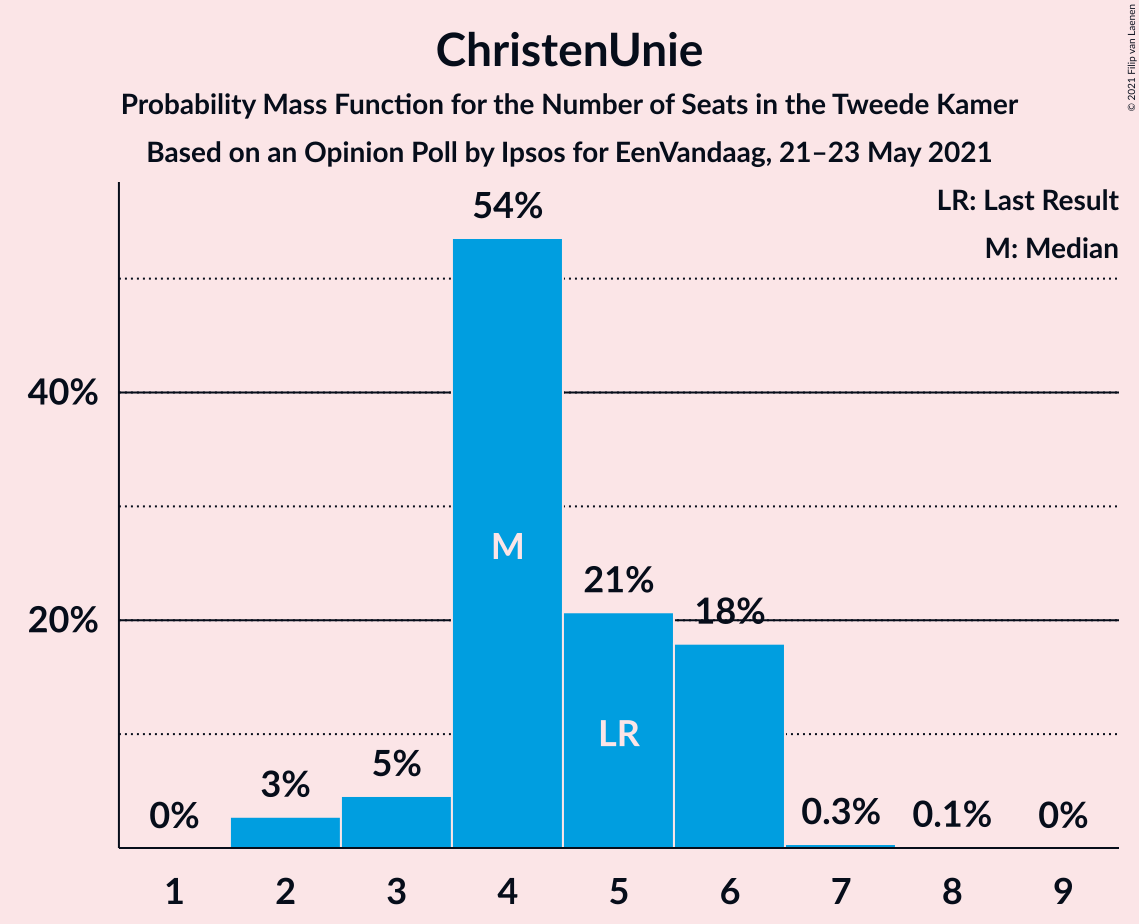 ChristenUnie
Probability Mass Function for the Number of Seats in the Tweede Kamer
Based on an Opinion Poll by Ipsos for EenVandaag, 21–23 May 2021
© 2021 Filip van Laenen
LR: Last Result
M: Median
54%
40%
M
21%
18%
20%
LR
5%
3%
0%
0.3%
0.1%
0%
1 2 3 4 5 6 7 8 9